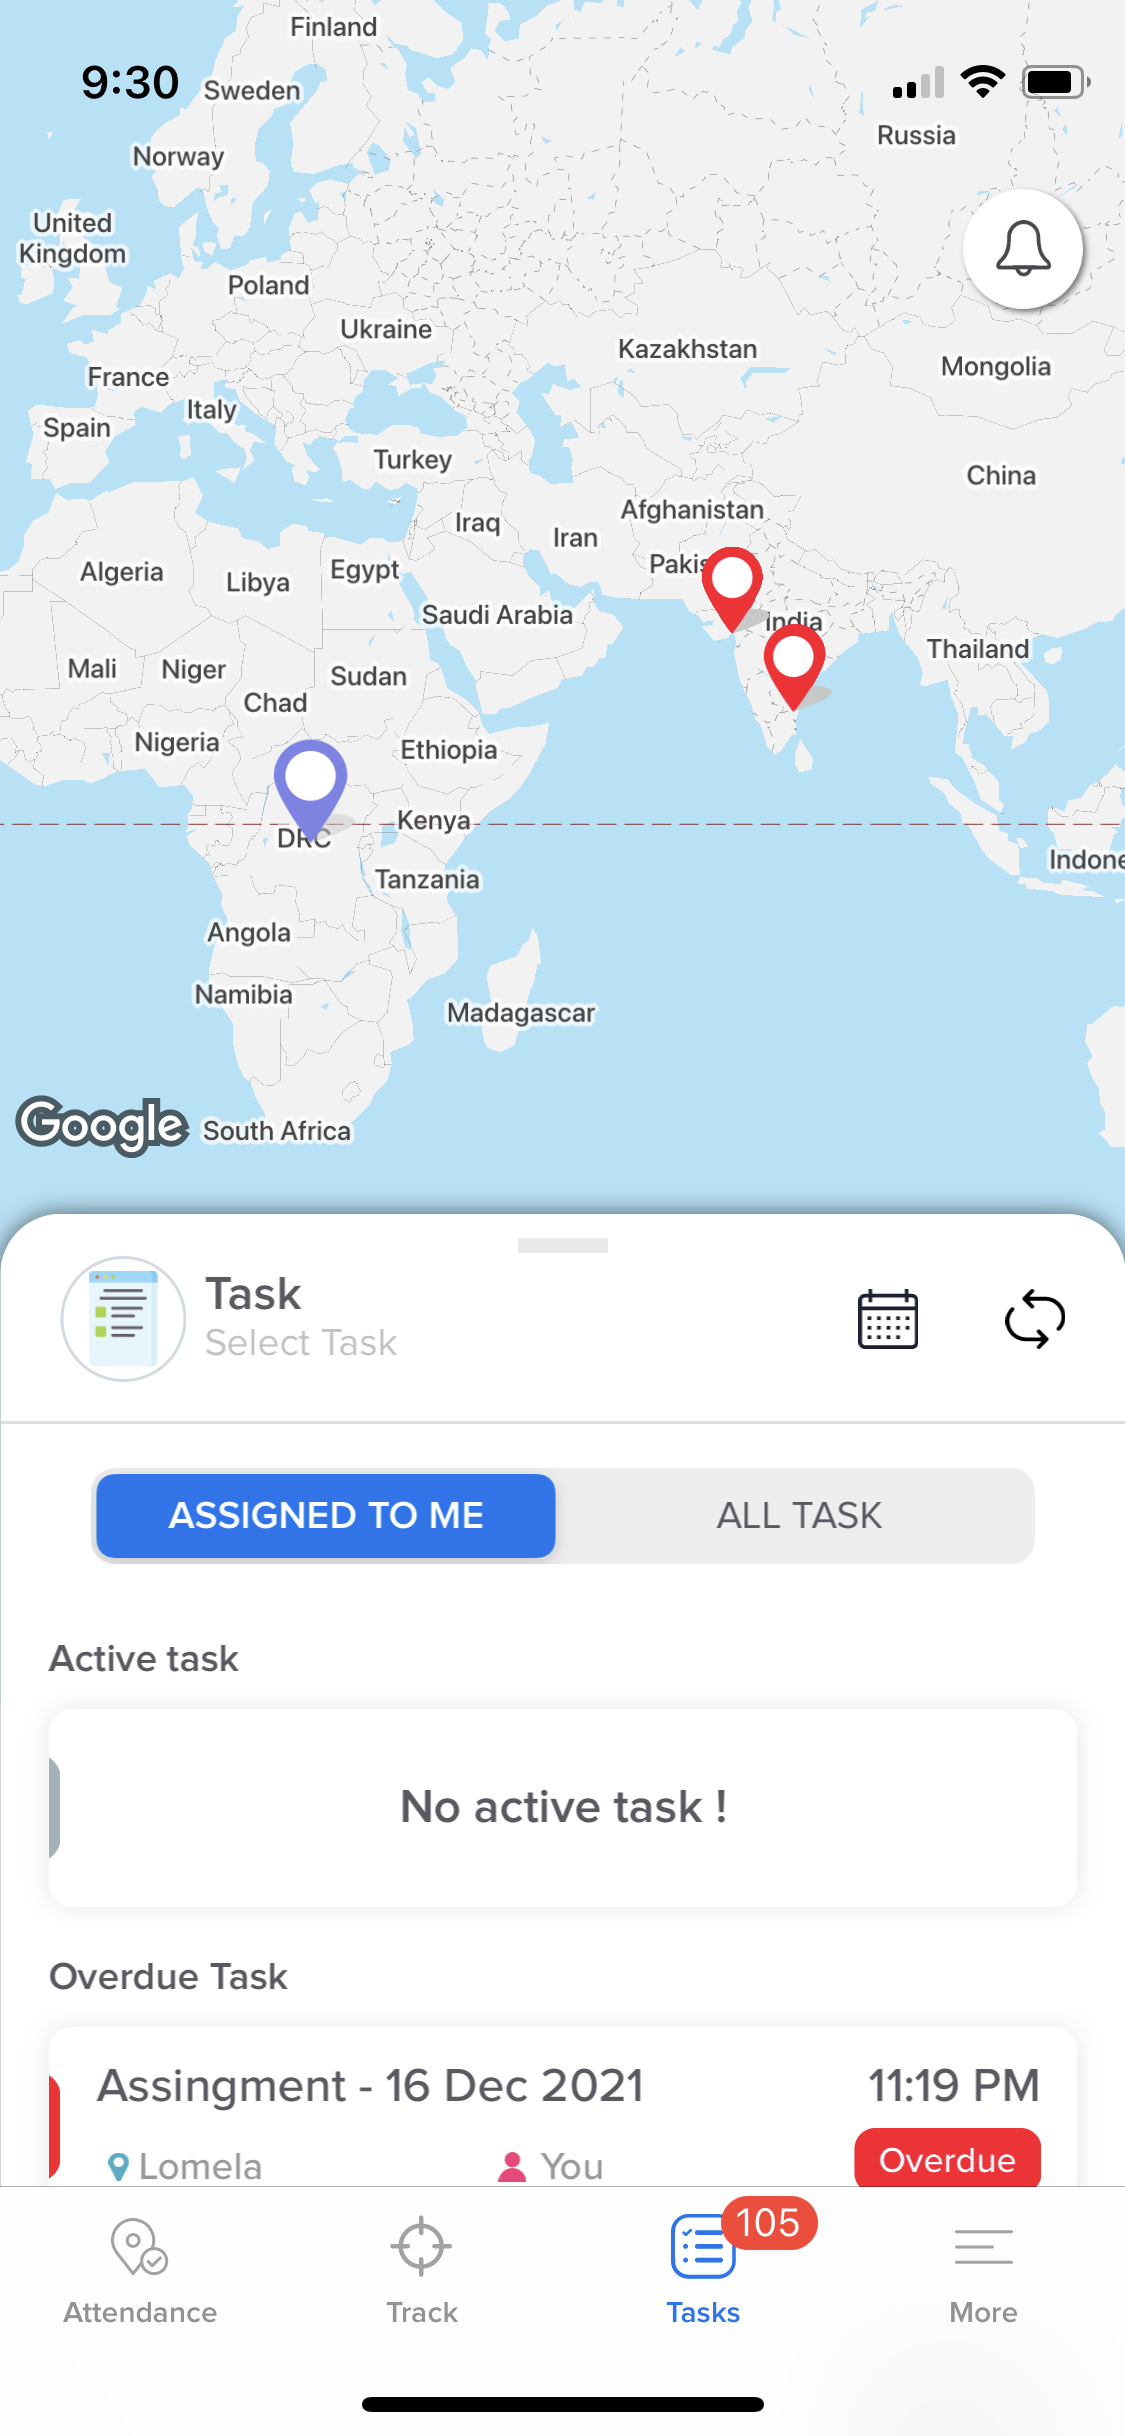 Finland
9:30
Sweden
Russia
Norway
United
Kingdom
Poland
Ukraine
Kazakhstan
Mongolia
France
Italy
Spain
Turkey
China
Afghanistan
Iraq
Iran
Pakis
Algeria
Libya
Egypt
Saudi Arabia
India
Thailand
Mali
Niger
Sudan
Chad
Nigeria
Ethiopia
Kenya
DRC
Indone
Tanzania
Angola
Namibia
Madagascar
Google
South Africa
Task
Select Task
ASSIGNED TO ME
ALL TASK
Active task
No active task !
Overdue Task
Assingment - 16 Dec 2021
11:19 PM
Lomela
You
Overdue
105
Attendance
Track
Tasks
More